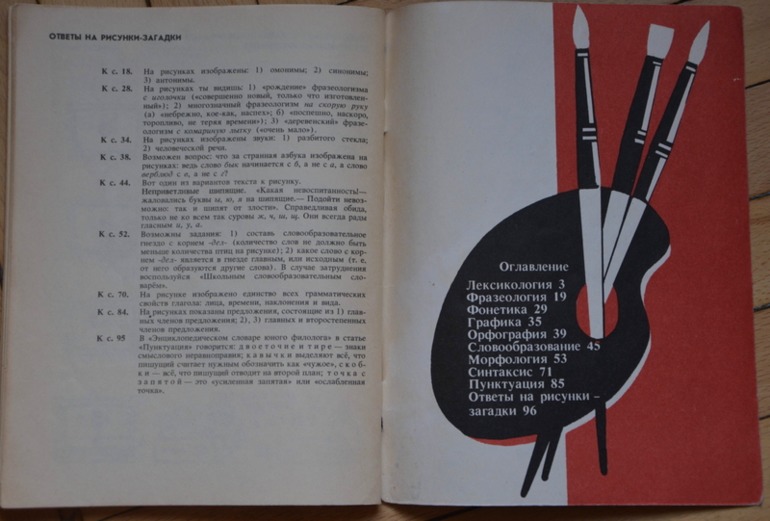 ОТВЕТЫ НА РИСУНКИ-ЗАГАДКИ
К с. 18. На рисунках изображены: 1) омонимы; 2) синонимы;
3) антонимы.
К с. 28. На рисунках ты видишь: 1) «рождение» фразеологизма
с иголочки («совершенно новый, только что изготовлен-
ный»); 2) многозначный фразеологизм на скорую руку
(а) «небрежно, кое-как, наспех»; б) «поспешно, наскоро,
торопливо, не теряя времени»); 3) «деревенский» фразе-
ологизм с комариную лытку («очень мало»).
К с. 34. На рисунках изображены звуки: 1) разбитого стекла;
2) человеческой речи.
К с. 38. Возможен вопрос: что за странная азбука изображена на
рисунках: ведь слово бык начинается с б, а не с а, а слово
верблюд с в, а не с г?
К с. 44. Вот один из вариантов текста к рисунку.
Неприветливые шипящие. «Какая невоспитанность!—
жаловались буквы ы, ю, я на шипящие.— Подойти невоз-
можно: так и шипят от злости». Справедливая обида,
только не ко всем так суровы ж, ч, ш, щ. Они всегда рады
гласным и, у, а.
К с. 52. Возможны задания: 1) составь словообразовательное
гнездо с корнем -дел- (количество слов не должно быть
меньше количества птиц на рисунке); 2) какое слово с кор-
нем -дел- является в гнезде главным, или исходным (т. е.
от него образуются другие слова). В случае затруднения
воспользуйся «Школьным словообразовательным сло-
варём».
К с. 70. На рисунке изображено единство всех грамматических
свойств глагола: лица, времени, наклонения и вида.
К с. 84. На рисунках показаны предложения, состоящие из 1) глав-
ных членов предложения; 2), 3) главных и второстепенных
членов предложения.
К с. 95 В «Энциклопедическом словаре юного филолога» в статье
«Пунктуация» говорится: двоеточие и тире — знаки
смыслового неравноправия; кавычки выделяют всё, что
пишущий считает нужным обозначить как «чужое», скоб-
ки — всё, что пишущий отводит на второй план; точка с
запятой — это «усиленная запятая» или «ослабленная
точка».
Оглавление
Лексикология 3
Фразеология 19
Фонетика 29
Графика 35
Орфография 39
Словообразование 45
Морфология 53
Синтаксис 71
Пунктуация 85
Ответы на рисунки –
загадки 96